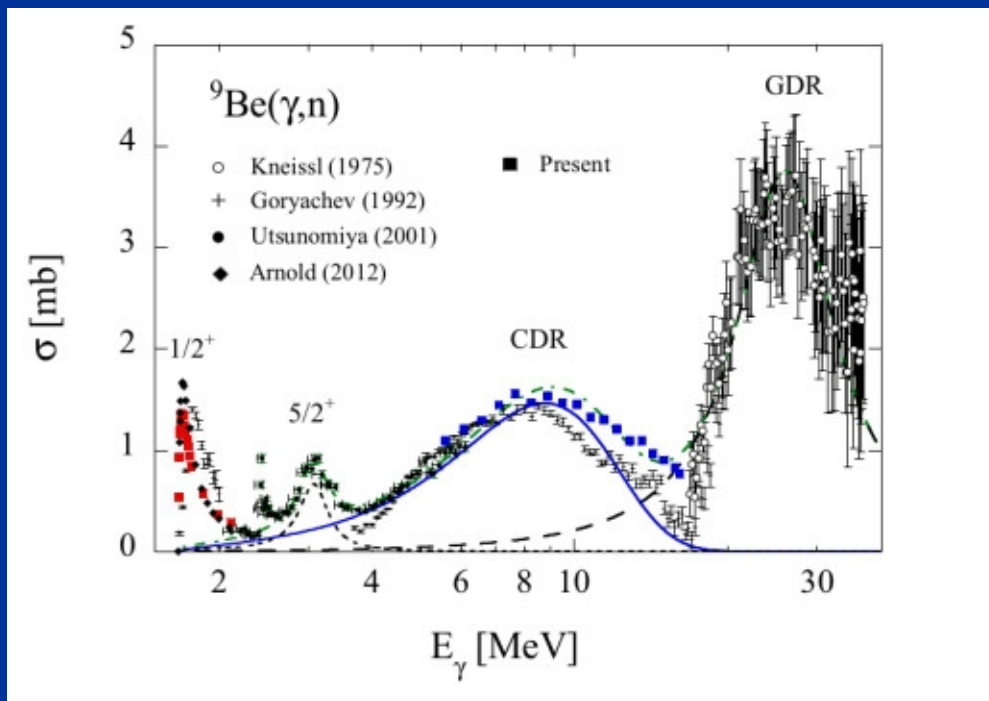 5
4
3
2
1
0
σ [mb]
⁹Be(γ,n)
Kneissl (1975)
Goryachev (1992)
Utsunomiya (2001)
Arnold (2012)
Present
GDR
CDR
1/2⁺
5/2⁺
2 4 6 8 10 30
Eᵧ [MeV]